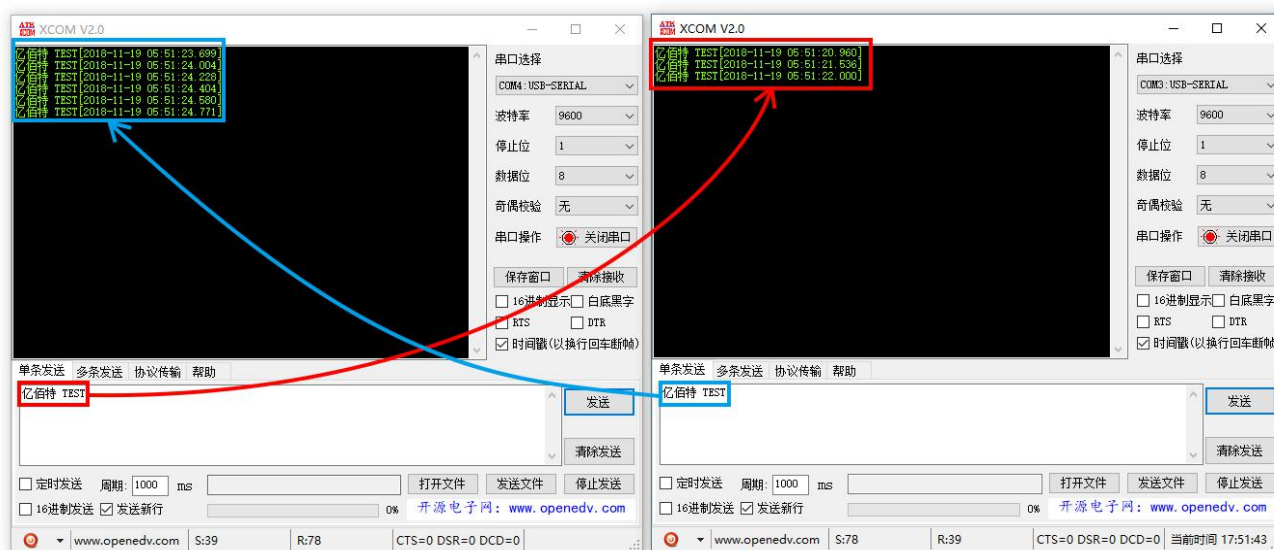 XCOM V2.0
亿佰特 TEST[2018-11-19 05:51:23.699]
亿佰特 TEST[2018-11-19 05:51:24.004]
亿佰特 TEST[2018-11-19 05:51:24.228]
亿佰特 TEST[2018-11-19 05:51:24.404]
亿佰特 TEST[2018-11-19 05:51:24.580]
亿佰特 TEST[2018-11-19 05:51:24.771]
串口选择
COM4:USB-SERIAL
波特率 9600
停止位 1
数据位 8
奇偶校验 无
串口操作 关闭串口
保存窗口 清除接收
16进制显示 白底黑字
RTS DTR
时间戳(以换行回车断帧)
单条发送 多条发送 协议传输 帮助
亿佰特 TEST
发送
清除发送
定时发送 周期: 1000 ms 打开文件 发送文件 停止发送
16进制发送 发送新行 0% 开源电子网: www.openedv.com
www.openedv.com S:39 R:78 CTS=0 DSR=0 DCD=0
XCOM V2.0
亿佰特 TEST[2018-11-19 05:51:20.960]
亿佰特 TEST[2018-11-19 05:51:21.536]
亿佰特 TEST[2018-11-19 05:51:22.000]
串口选择
COM3:USB-SERIAL
波特率 9600
停止位 1
数据位 8
奇偶校验 无
串口操作 关闭串口
保存窗口 清除接收
16进制显示 白底黑字
RTS DTR
时间戳(以换行回车断帧
单条发送 多条发送 协议传输 帮助
亿佰特 TEST
发送
清除发送
定时发送 周期: 1000 ms 打开文件 发送文件 停止发送
16进制发送 发送新行 0% 开源电子网: www.openedv.com
www.openedv.com S:78 R:39 CTS=0 DSR=0 DCD=0 当前时间 17:51:43